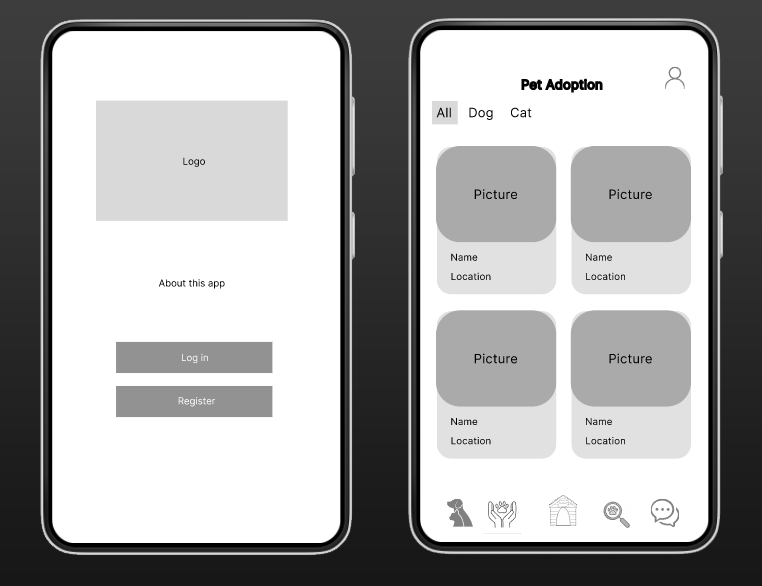 Logo
About this app
Log in
Register
Pet Adoption
All Dog Cat
Picture Picture
Name Name
Location Location
Picture Picture
Name Name
Location Location